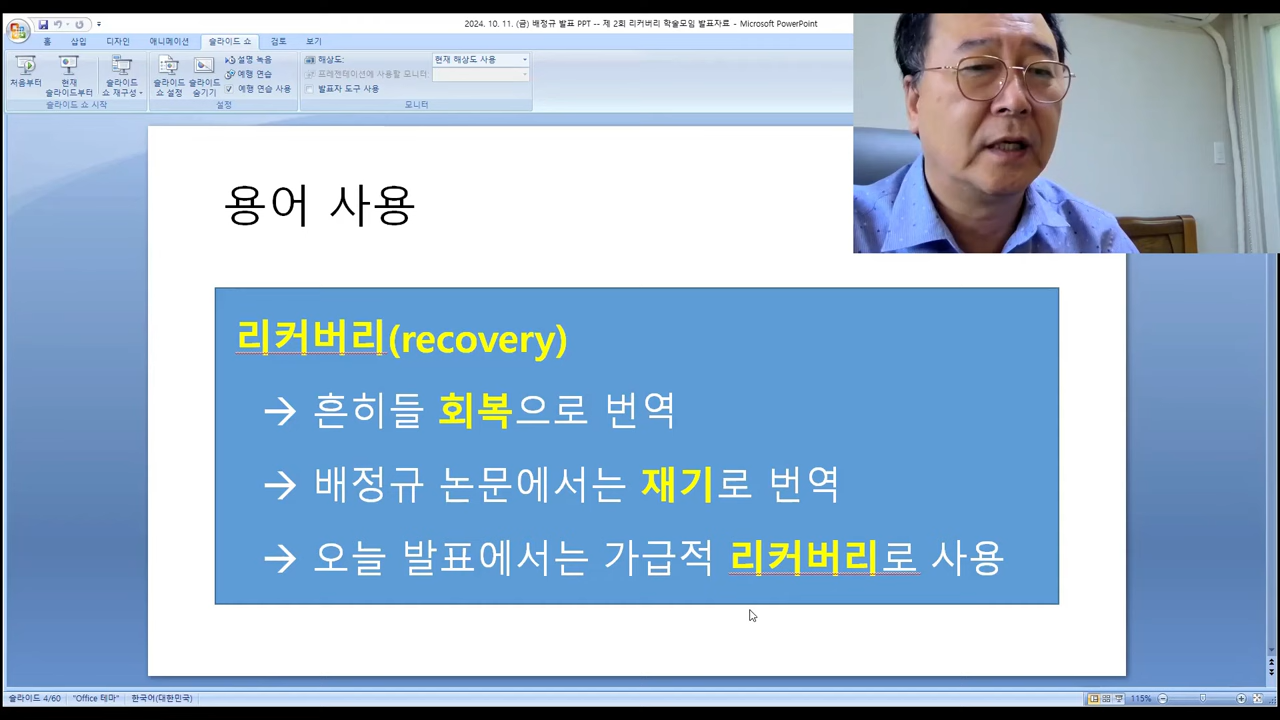 2024. 10. 11. (금) 배정규 발표 PPT -- 제 2회 리커버리 학술모임 발표자료 - Microsoft PowerPoint
홈 삽입 디자인 애니메이션 슬라이드 쇼 검토 보기
처음부터
현재 슬라이드부터
슬라이드 쇼 재구성
슬라이드 쇼 설정
슬라이드 숨기기
설명 녹음
예행 연습
예행 연습 사용
해상도: 현재 해상도 사용
프레젠테이션에 사용할 모니터:
발표자 도구 사용
슬라이드 쇼 시작 설정 모니터
용어 사용
리커버리(recovery)
→ 흔히들 회복으로 번역
→ 배정규 논문에서는 재기로 번역
→ 오늘 발표에서는 가급적 리커버리로 사용
슬라이드 4/60 "Office 테마" 한국어(대한민국) 115%